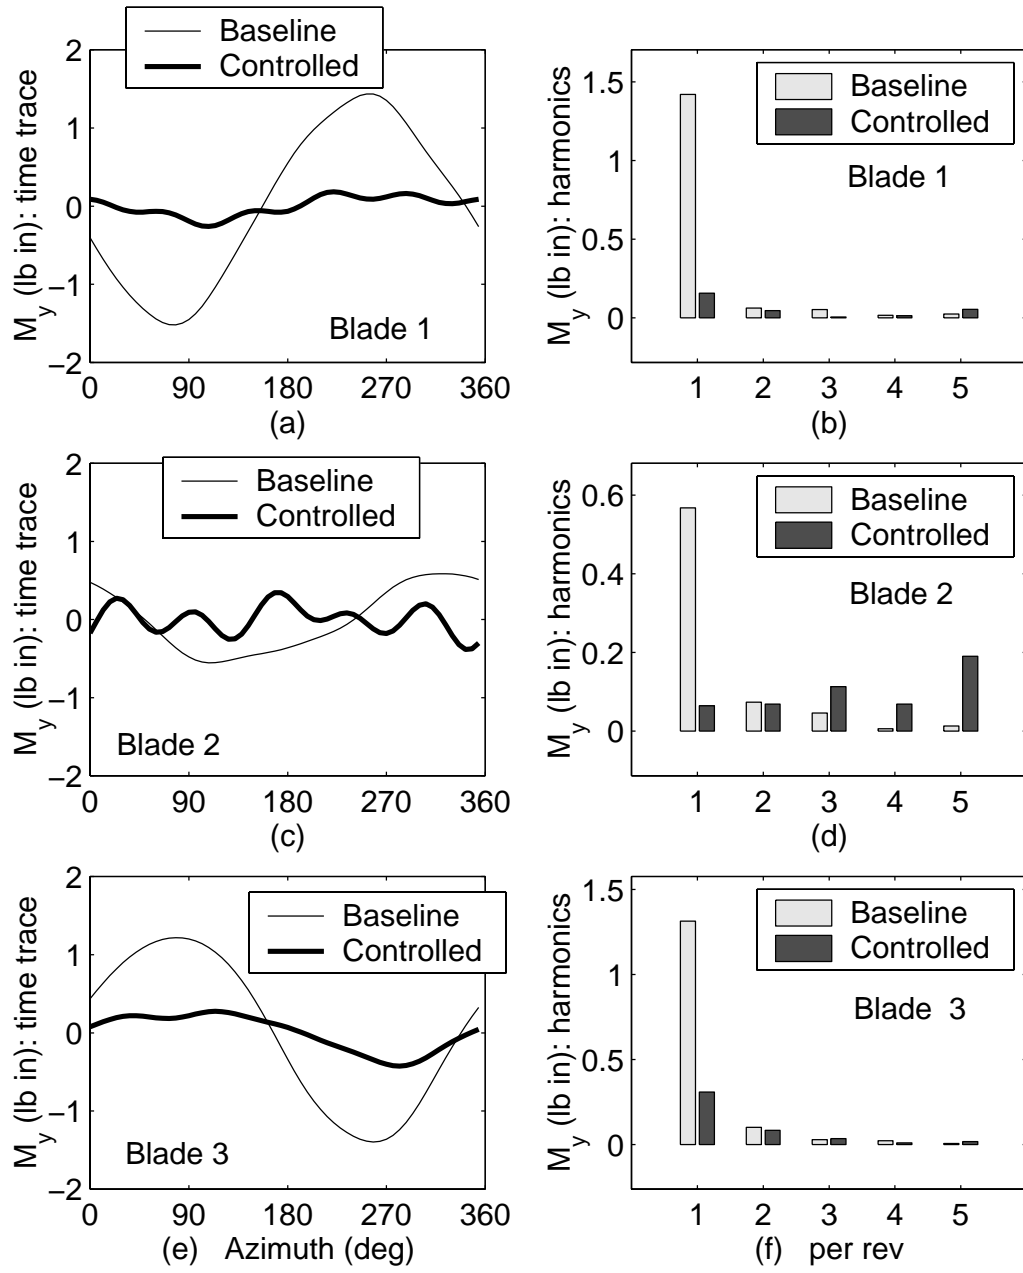 Baseline
Controlled
M_y (lb in): time trace
2
1
0
−1
−2
Blade 1
0 90 180 270 360
(a)
Baseline
Controlled
M_y (lb in): harmonics
1.5
1
0.5
0
Blade 1
1 2 3 4 5
(b)
Baseline
Controlled
M_y (lb in): time trace
2
1
0
−1
−2
Blade 2
0 90 180 270 360
(c)
Baseline
Controlled
M_y (lb in): harmonics
0.6
0.4
0.2
0
Blade 2
1 2 3 4 5
(d)
Baseline
Controlled
M_y (lb in): time trace
2
1
0
−1
−2
Blade 3
0 90 180 270 360
(e) Azimuth (deg)
Baseline
Controlled
M_y (lb in): harmonics
1.5
1
0.5
0
Blade 3
1 2 3 4 5
(f) per rev